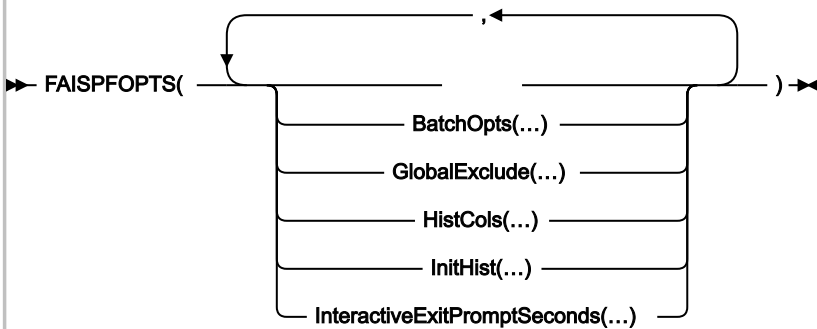 ,
FAISPFOPTS( )
BatchOpts(…)
GlobalExclude(…)
HistCols(…)
InitHist(…)
InteractiveExitPromptSeconds(…)